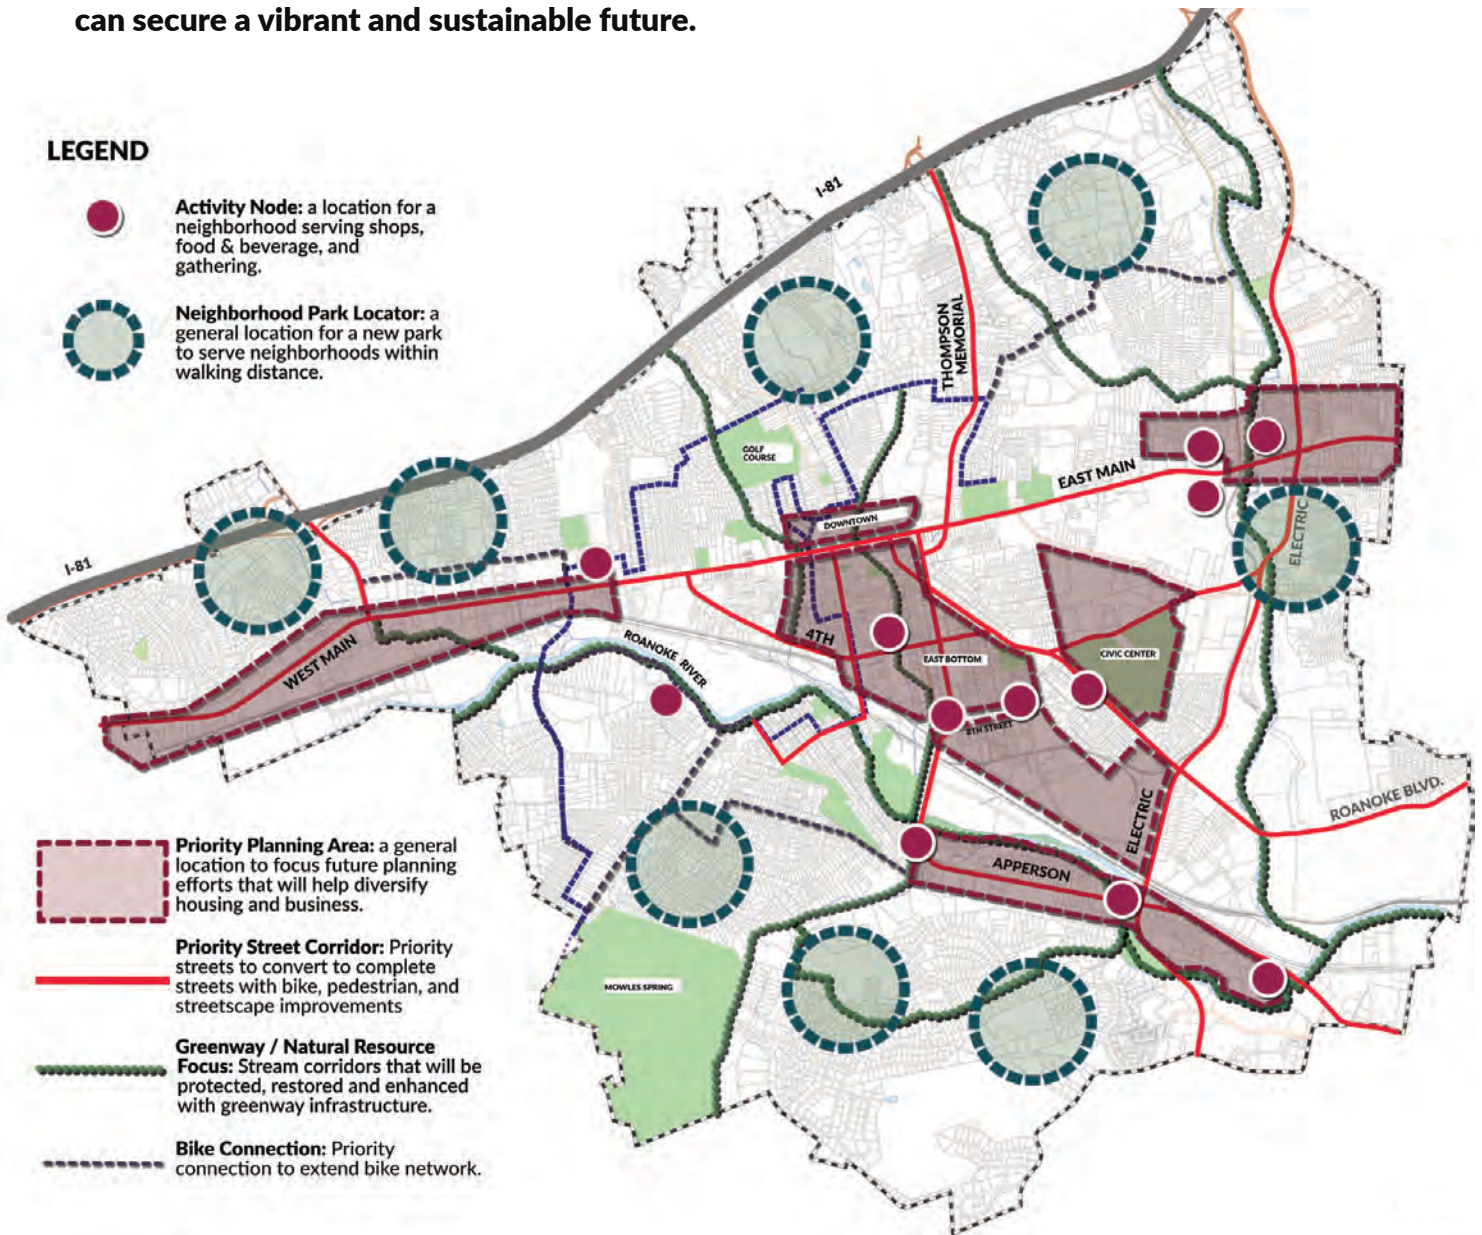 can secure a vibrant and sustainable future.
LEGEND
Activity Node: a location for a
neighborhood serving shops,
food & beverage, and
gathering.
Neighborhood Park Locator: a
general location for a new park
to serve neighborhoods within
walking distance.
I-81
THOMPSON
MEMORIAL
GOLF
COURSE
EAST MAIN
DOWNTOWN
ELECTRIC
I-81
4TH
ROANOKE RIVER
WEST MAIN
EAST BOTTOM
CIVIC CENTER
8TH STREET
ROANOKE BLVD.
ELECTRIC
APPERSON
MOWLES SPRING
Priority Planning Area: a general
location to focus future planning
efforts that will help diversify
housing and business.
Priority Street Corridor: Priority
streets to convert to complete
streets with bike, pedestrian, and
streetscape improvements
Greenway / Natural Resource
Focus: Stream corridors that will be
protected, restored and enhanced
with greenway infrastructure.
Bike Connection: Priority
connection to extend bike network.